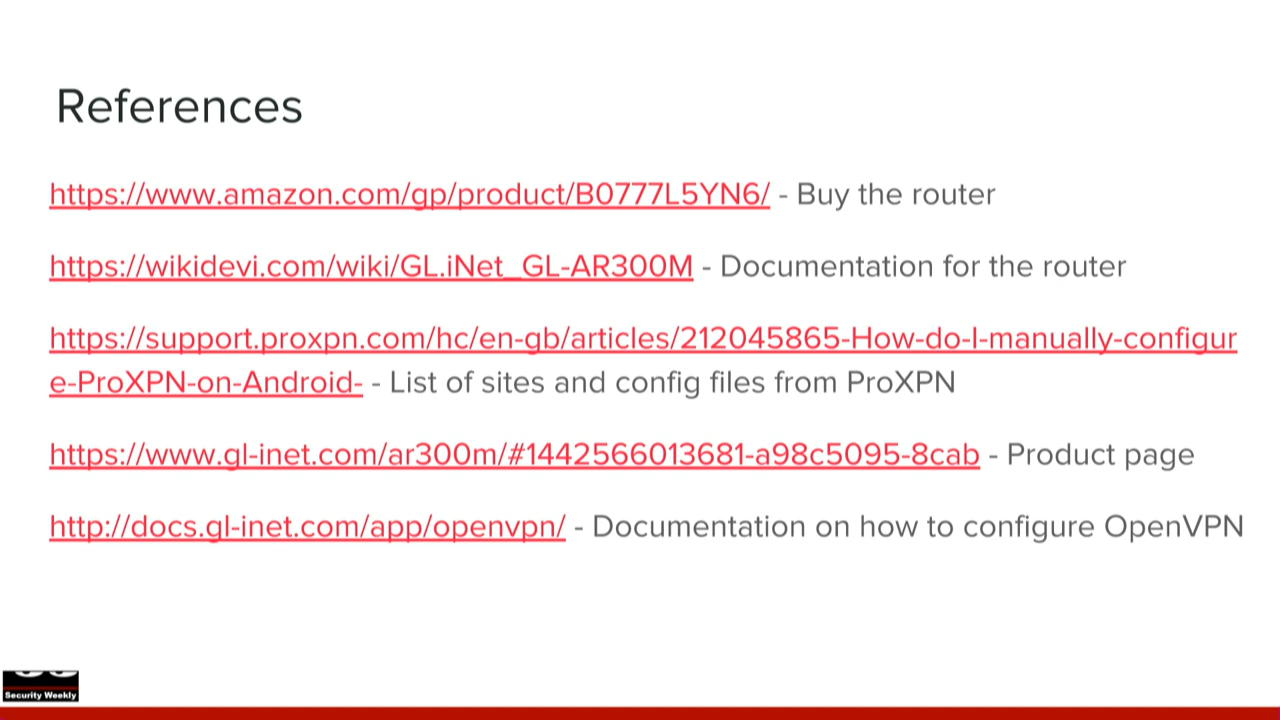 References
https://www.amazon.com/gp/product/B0777L5YN6/ - Buy the router
https://wikidevi.com/wiki/GL.iNet_GL-AR300M - Documentation for the router
https://support.proxpn.com/hc/en-gb/articles/212045865-How-do-I-manually-configur
e-ProXPN-on-Android- - List of sites and config files from ProXPN
https://www.gl-inet.com/ar300m/#1442566013681-a98c5095-8cab - Product page
http://docs.gl-inet.com/app/openvpn/ - Documentation on how to configure OpenVPN
Security Weekly